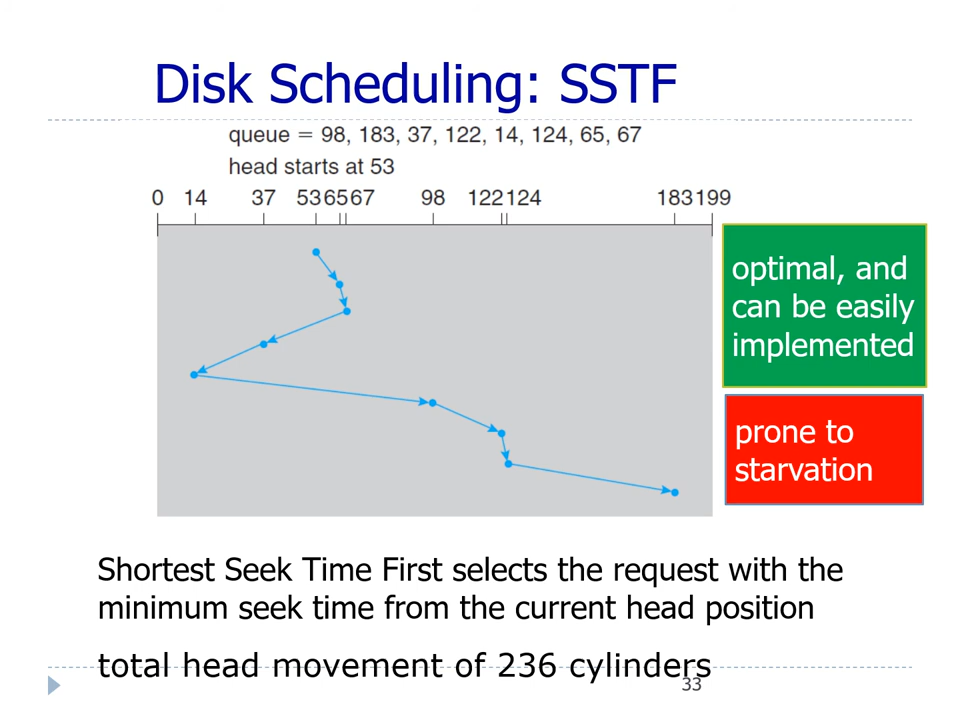 Disk Scheduling: SSTF
queue = 98, 183, 37, 122, 14, 124, 65, 67
head starts at 53
0 14 37 53 65 67 98 122 124 183 199
optimal, and
can be easily
implemented
prone to
starvation
Shortest Seek Time First selects the request with the
minimum seek time from the current head position
total head movement of 236 cylinders
33